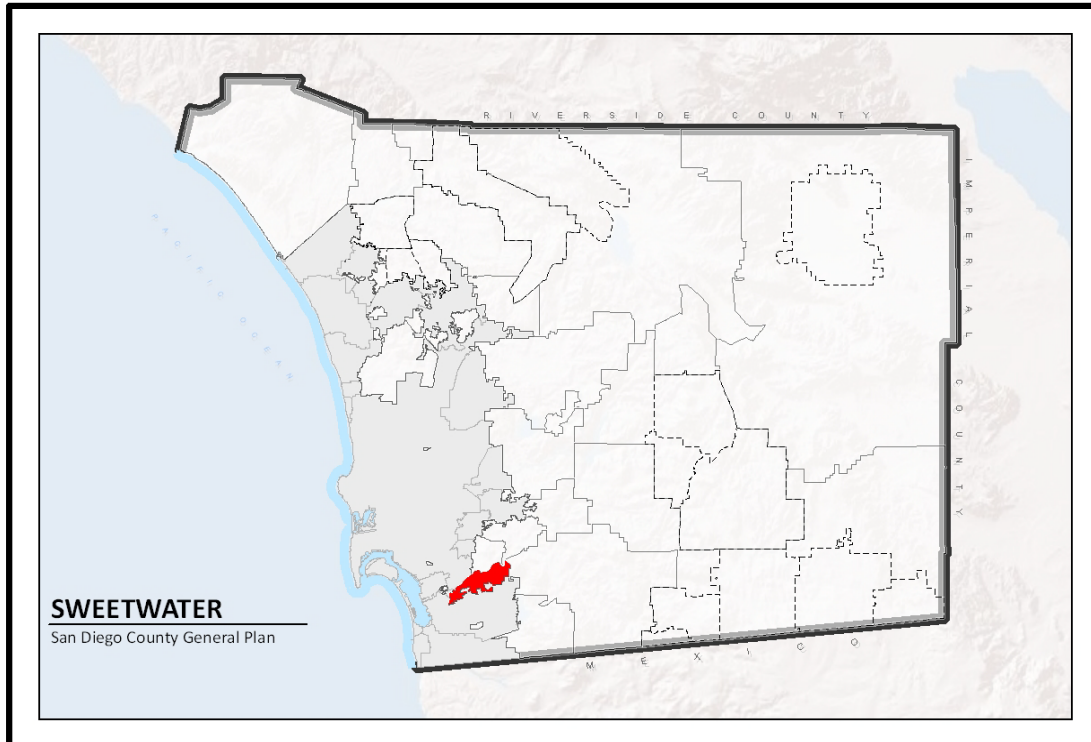 RIVERSIDE COUNTY
IMPERIAL COUNTY
PACIFIC OCEAN
SWEETWATER
San Diego County General Plan
MEXICO